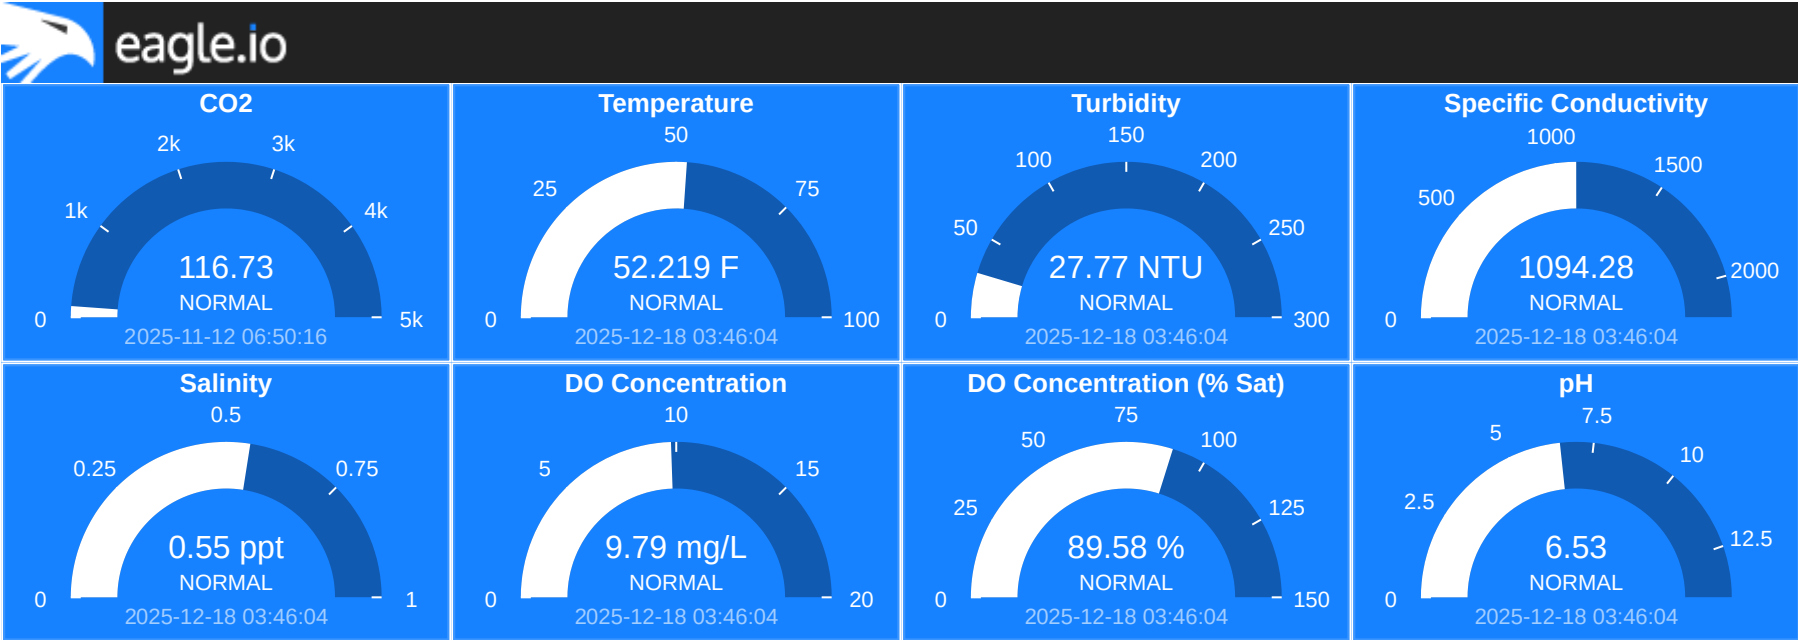 eagle.io
CO2
0
1k
2k
3k
4k
5k
116.73
NORMAL
2025-11-12 06:50:16
Temperature
0
25
50
75
100
52.219 F
NORMAL
2025-12-18 03:46:04
Turbidity
0
50
100
150
200
250
300
27.77 NTU
NORMAL
2025-12-18 03:46:04
Specific Conductivity
0
500
1000
1500
2000
1094.28
NORMAL
2025-12-18 03:46:04
Salinity
0
0.25
0.5
0.75
1
0.55 ppt
NORMAL
2025-12-18 03:46:04
DO Concentration
0
5
10
15
20
9.79 mg/L
NORMAL
2025-12-18 03:46:04
DO Concentration (% Sat)
0
25
50
75
100
125
150
89.58 %
NORMAL
2025-12-18 03:46:04
pH
0
2.5
5
7.5
10
12.5
6.53
NORMAL
2025-12-18 03:46:04